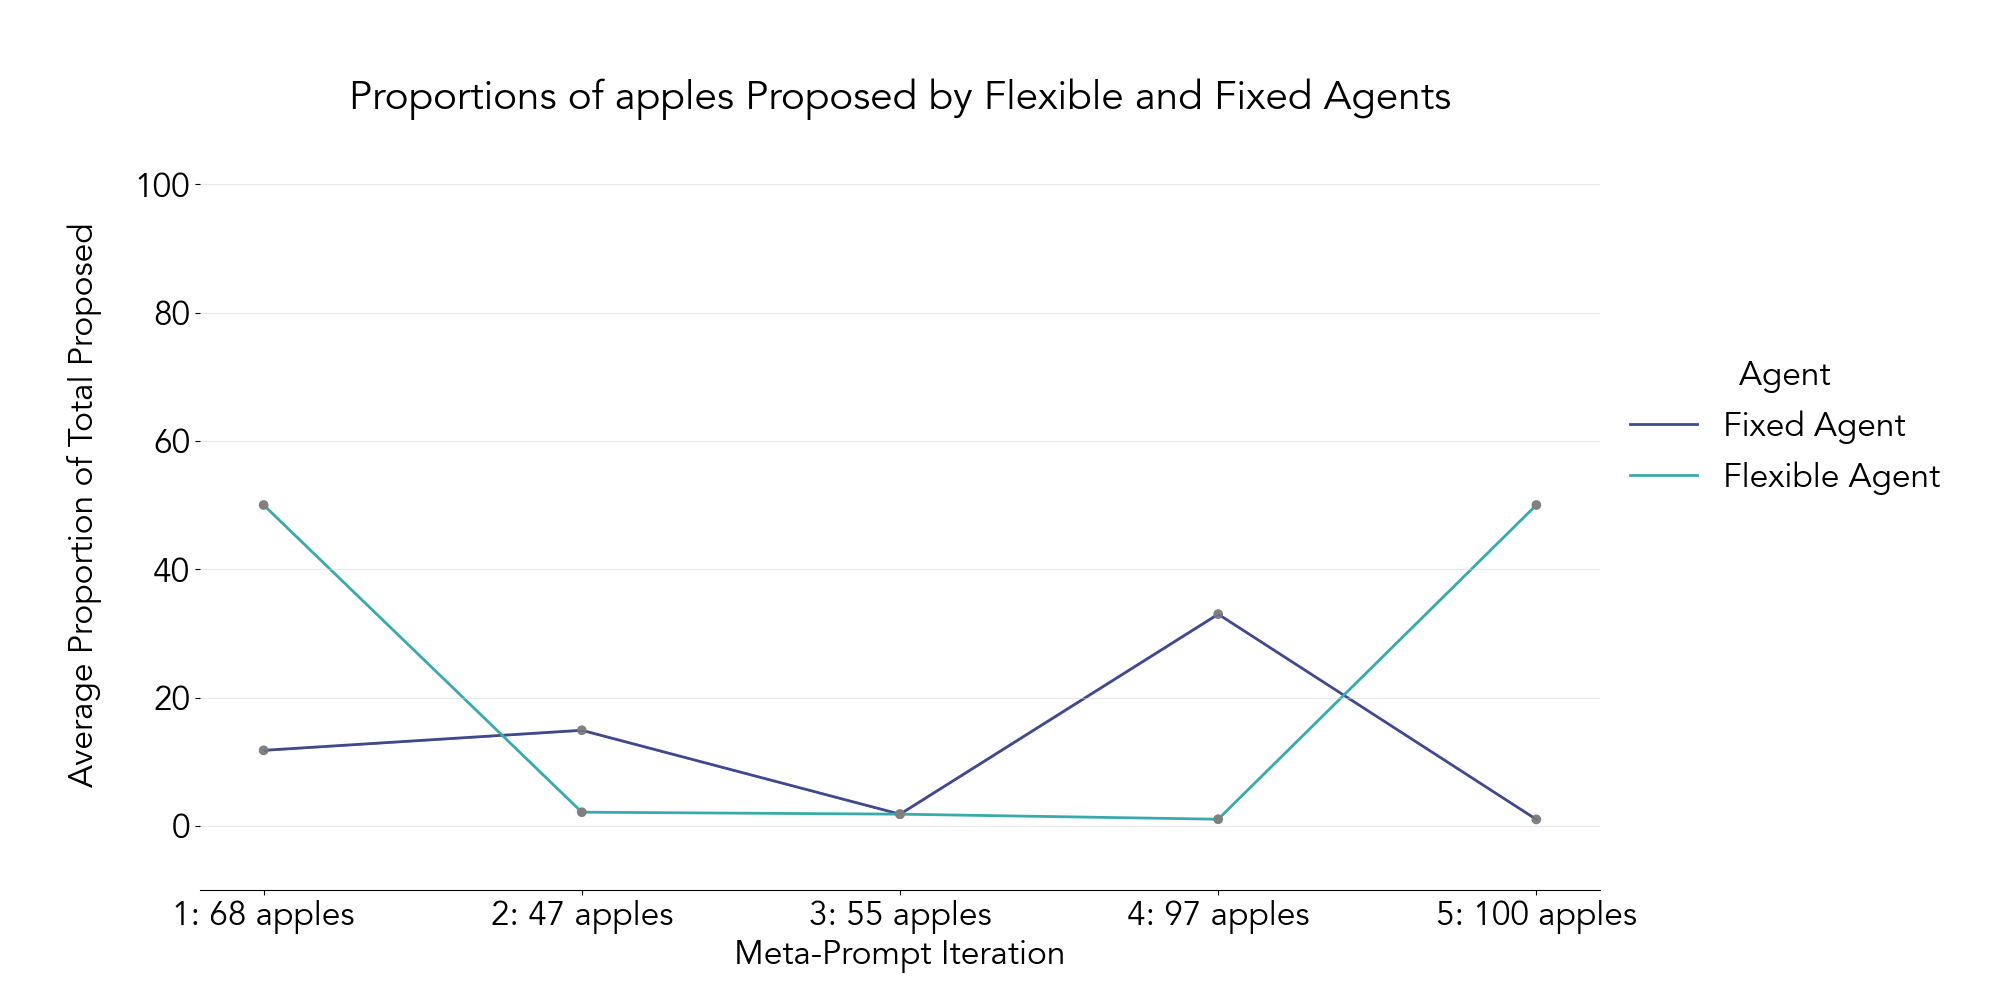 Proportions of apples Proposed by Flexible and Fixed Agents
Average Proportion of Total Proposed
100
80
60
40
20
0
1: 68 apples
2: 47 apples
3: 55 apples
4: 97 apples
5: 100 apples
Meta-Prompt Iteration
Agent
Fixed Agent
Flexible Agent